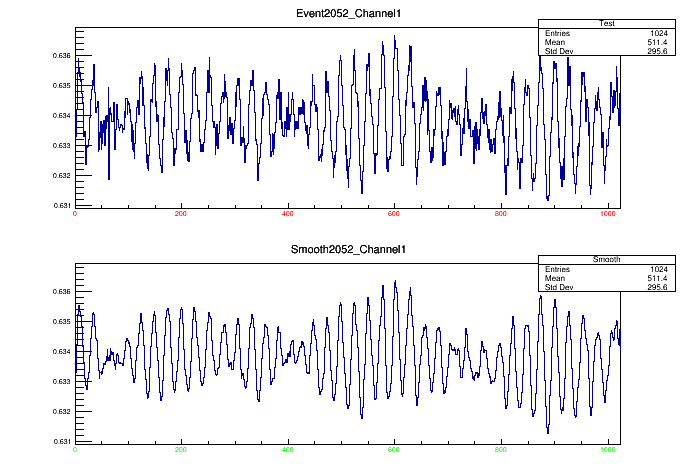 Event2052_Channel1
Test
Entries 1024
Mean 511.4
Std Dev 295.6
0.636
0.635
0.634
0.633
0.632
0.631
0 200 400 600 800 1000
Smooth2052_Channel1
Smooth
Entries 1024
Mean 511.4
Std Dev 295.6
0.636
0.635
0.634
0.633
0.632
0.631
0 200 400 600 800 1000